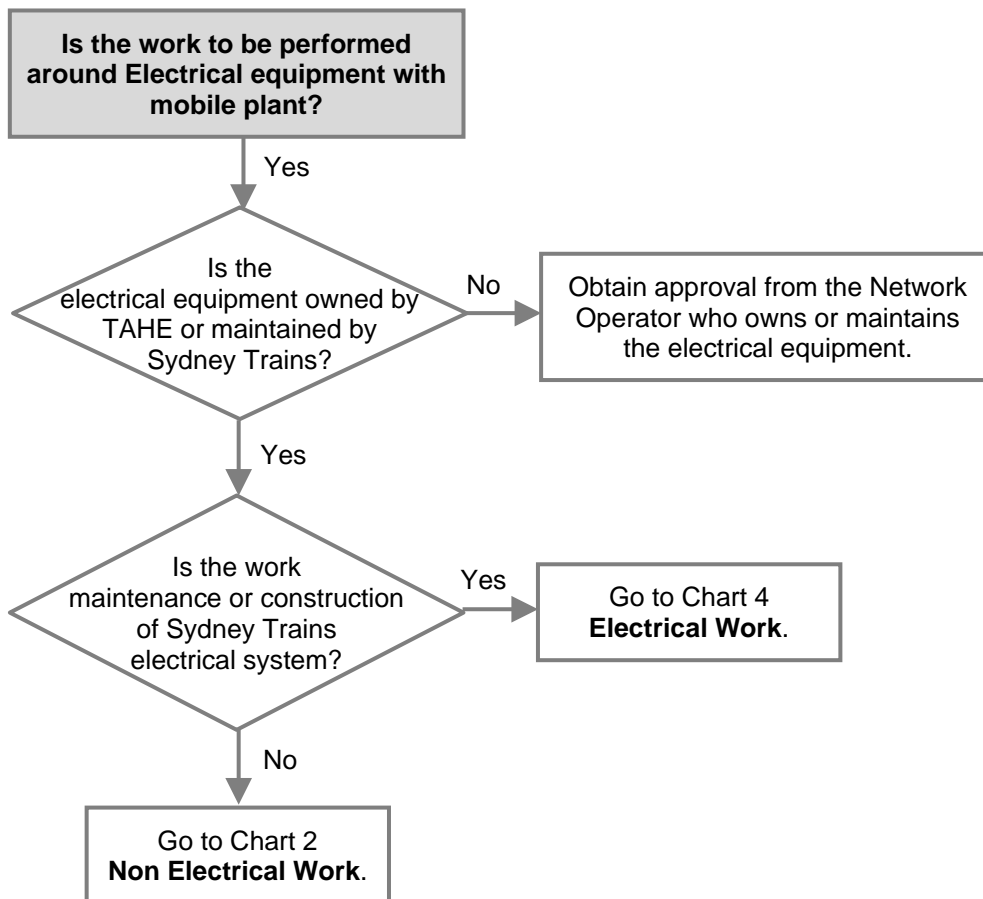 Is the work to be performed
around Electrical equipment with
mobile plant?
Yes
Is the
electrical equipment owned by
TAHE or maintained by
Sydney Trains?
No
Obtain approval from the Network
Operator who owns or maintains
the electrical equipment.
Yes
Is the work
maintenance or construction
of Sydney Trains
electrical system?
Yes
Go to Chart 4
Electrical Work.
No
Go to Chart 2
Non Electrical Work.